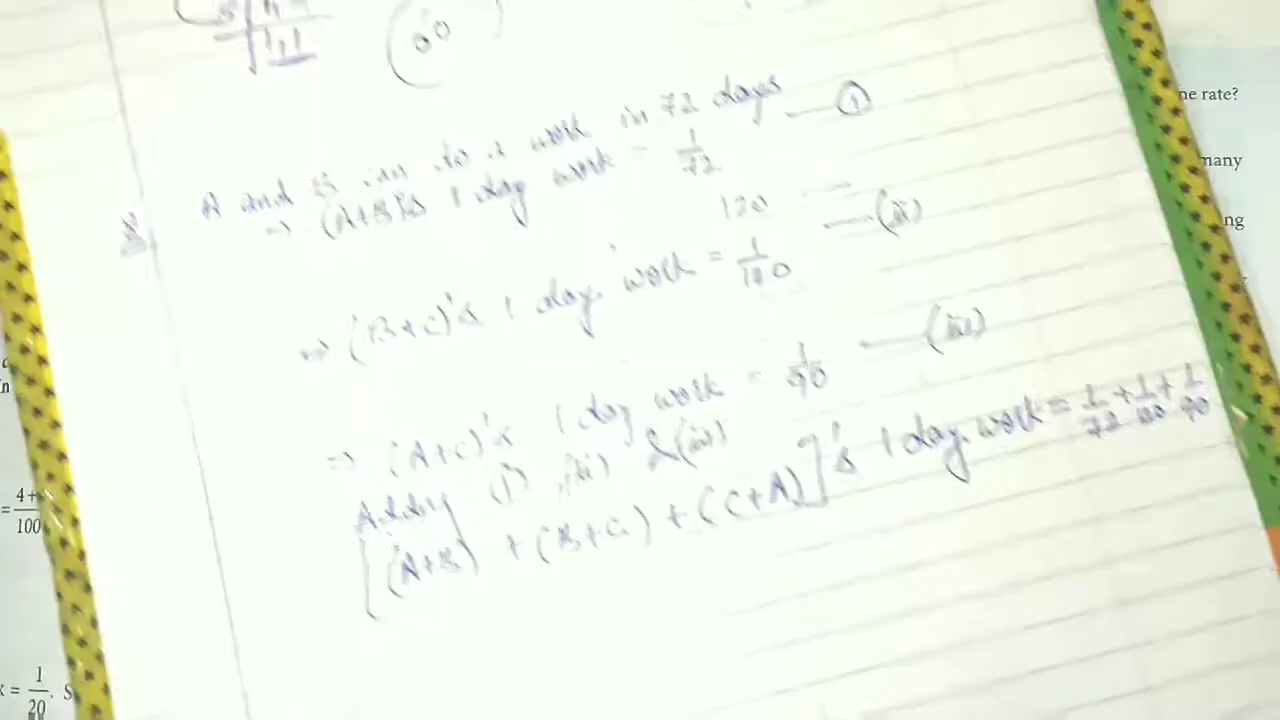 00
8.
A and B can do a work in 72 days
⇒ (A+B)'s 1 day work = 1/72 — (i)
120
⇒ (B+C)'s 1 day work = 1/120 — (ii)
⇒ (A+C)'s 1 day work = 1/90 — (iii)
Adding (i), (ii) & (iii)
[(A+B) + (B+C) + (C+A)]'s 1 day work = 1/72 + 1/120 + 1/90
ne rate?
many
ng
= 4+/100
= 1/20. S